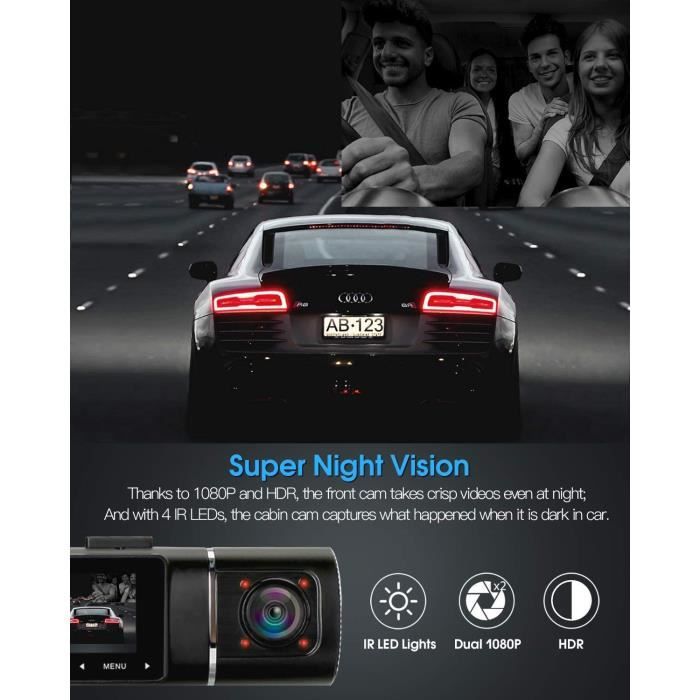 R8
AB·123
Super Night Vision
Thanks to 1080P and HDR, the front cam takes crisp videos even at night;
And with 4 IR LEDs, the cabin cam captures what happened when it is dark in car.
x2
IR LED Lights
Dual 1080P
HDR
MENU